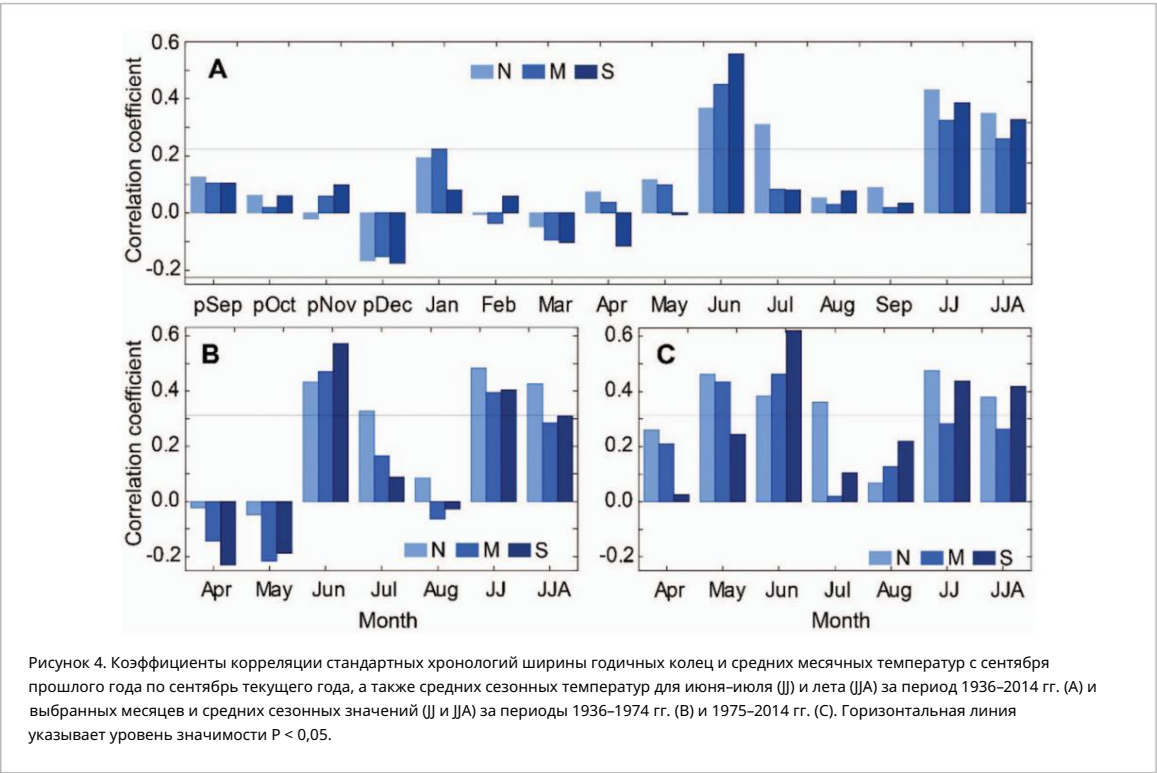 0.6
A
N M S
Correlation coefficient
0.4
0.2
0.0
-0.2
pSep pOct pNov pDec Jan Feb Mar Apr May Jun Jul Aug Sep JJ JJA
0.6
B
Correlation coefficient
0.4
0.2
0.0
-0.2
N M S
Apr May Jun Jul Aug JJ JJA
Month
0.6
C
0.4
0.2
0.0
-0.2
N M S
Apr May Jun Jul Aug JJ JJA
Month
Рисунок 4. Коэффициенты корреляции стандартных хронологий ширины годичных колец и средних месячных температур с сентября
прошлого года по сентябрь текущего года, а также средних сезонных температур для июня–июля (JJ) и лета (JJA) за период 1936–2014 гг. (A) и
выбранных месяцев и средних сезонных значений (JJ и JJA) за периоды 1936–1974 гг. (B) и 1975–2014 гг. (C). Горизонтальная линия
указывает уровень значимости P < 0,05.